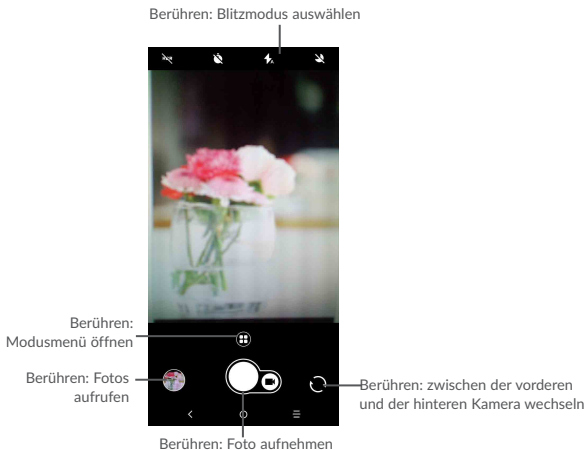 Berühren: Blitzmodus auswählen
Berühren:
Modusmenü öffnen
Berühren: Fotos
aufrufen
Berühren: zwischen der vorderen
und der hinteren Kamera wechseln
Berühren: Foto aufnehmen